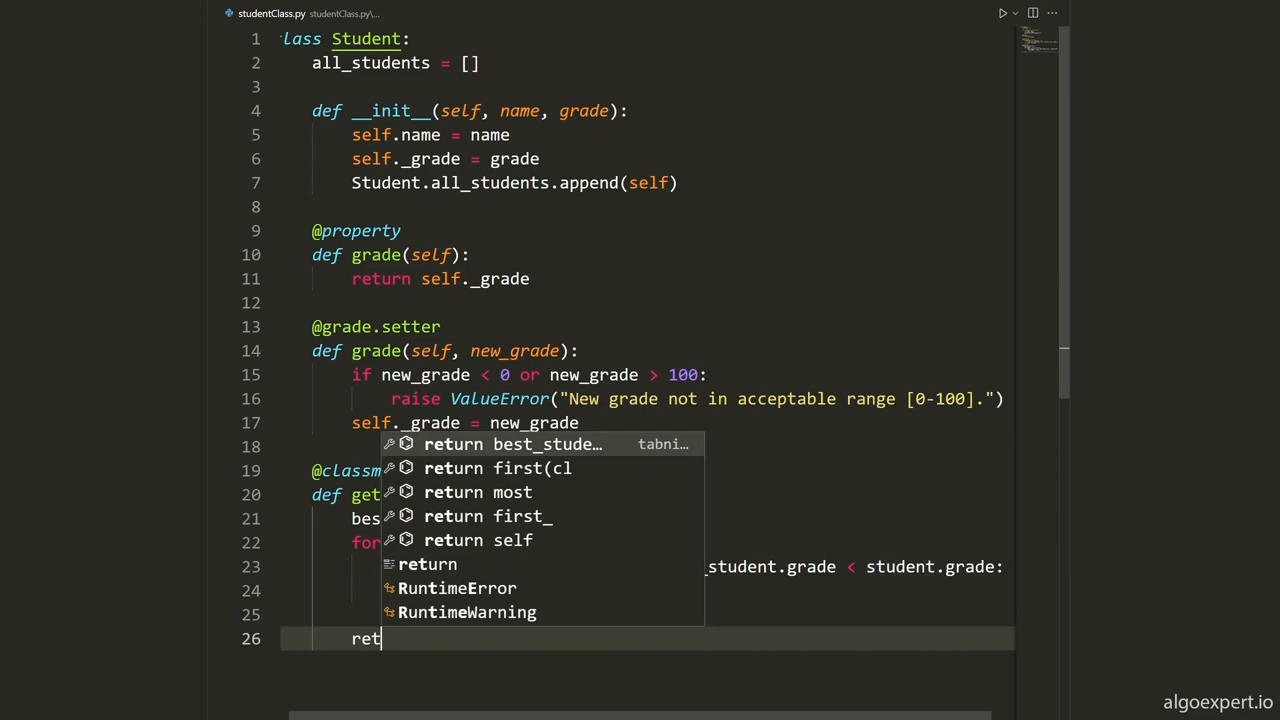 studentClass.py studentClass.py\...
1 lass Student:
2 all_students = []
3
4 def __init__(self, name, grade):
5 self.name = name
6 self._grade = grade
7 Student.all_students.append(self)
8
9 @property
10 def grade(self):
11 return self._grade
12
13 @grade.setter
14 def grade(self, new_grade):
15 if new_grade < 0 or new_grade > 100:
16 raise ValueError("New grade not in acceptable range [0-100].")
17 self._grade = new_grade
18
return best_stude… tabni…
19 @classm
return first(cl
20 def get
return most
21 bes
return first_
22 for
return self
23 _student.grade < student.grade:
return
24
RuntimeError
25
RuntimeWarning
26 ret
algoexpert.io